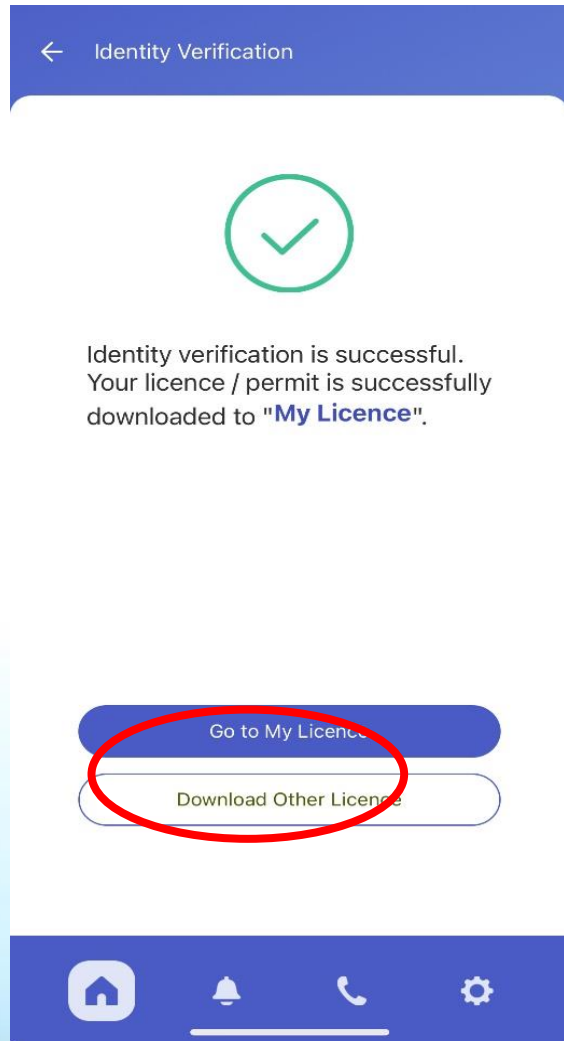 Identity Verification
Identity verification is successful.
Your licence / permit is successfully
downloaded to "My Licence".
Go to My Licence
Download Other Licence